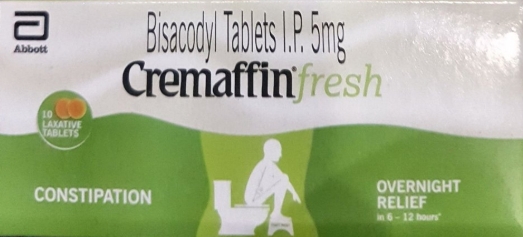 Abbott
Bisacodyl Tablets I.P. 5mg
Cremaffin fresh
10
LAXATIVE
TABLETS
CONSTIPATION
OVERNIGHT
RELIEF
in 6 - 12 hours*